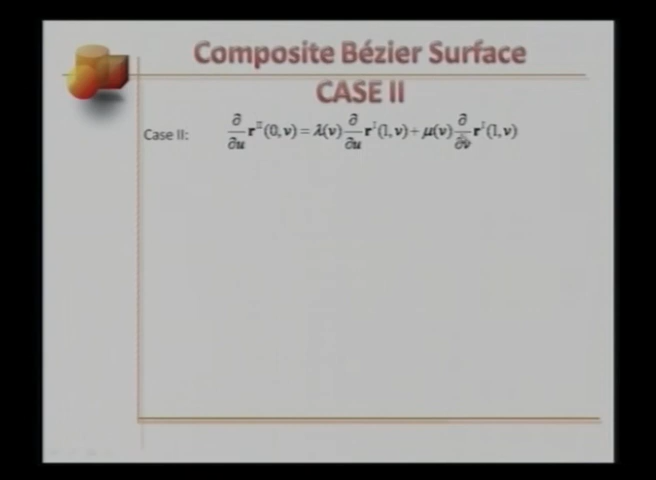 Composite Bézier Surface
CASE II
Case II: ∂/∂u r^II(0,v) = λ(v) ∂/∂u r^I(1,v) + μ(v) ∂/∂v r^I(1,v)